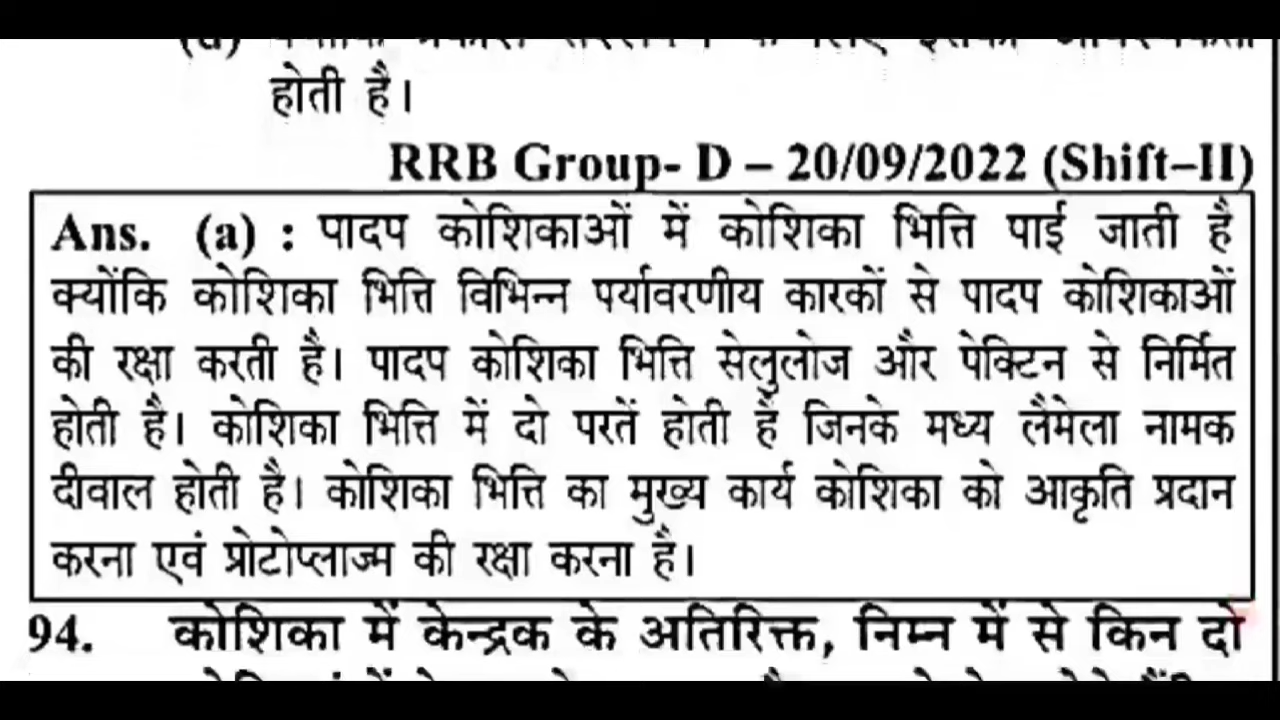 होती है।
RRB Group- D – 20/09/2022 (Shift–II)
Ans. (a) : पादप कोशिकाओं में कोशिका भित्ति पाई जाती है
क्योंकि कोशिका भित्ति विभिन्न पर्यावरणीय कारकों से पादप कोशिकाओं
की रक्षा करती है। पादप कोशिका भित्ति सेलुलोज और पेक्टिन से निर्मित
होती है। कोशिका भित्ति में दो परतें होती हैं जिनके मध्य लैमेला नामक
दीवाल होती है। कोशिका भित्ति का मुख्य कार्य कोशिका को आकृति प्रदान
करना एवं प्रोटोप्लाज्म की रक्षा करना है।
94. कोशिका में केन्द्रक के अतिरिक्त, निम्न में से किन दो